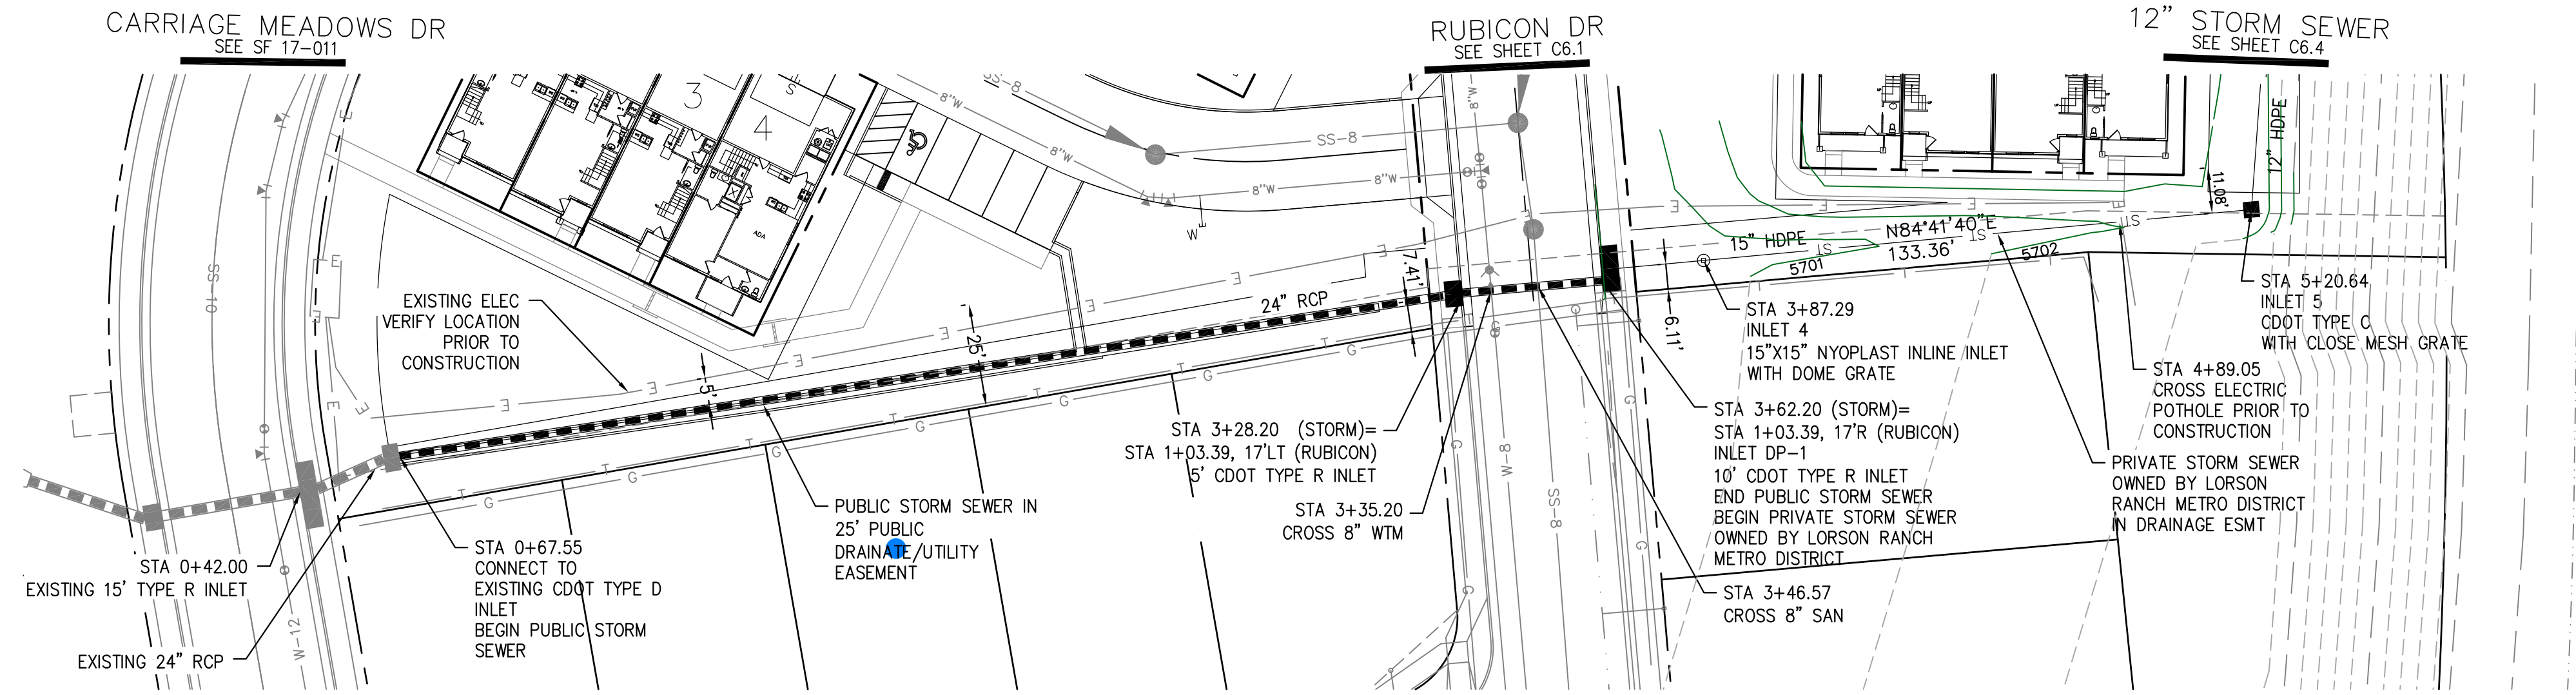 CARRIAGE MEADOWS DR
SEE SF 17-011
RUBICON DR
SEE SHEET C6.1
12" STORM SEWER
SEE SHEET C6.4
3
4
S
ADA
SS-8
8"W
8"W
SS-8
8"W
8"W
8"W
W
SS-10
W-12
EXISTING ELEC
VERIFY LOCATION
PRIOR TO
CONSTRUCTION
5'
25'
24" RCP
7.41'
15" HDPE
N84°41'40"E
133.36'
ST
ST
ST
5701
5702
11.08'
12" HDPE
6.11'
STA 5+20.64
INLET 5
CDOT TYPE C
WITH CLOSE MESH GRATE
STA 3+87.29
INLET 4
15"X15" NYOPLAST INLINE INLET
WITH DOME GRATE
STA 4+89.05
CROSS ELECTRIC
POTHOLE PRIOR TO
CONSTRUCTION
STA 3+28.20 (STORM)=
STA 1+03.39, 17'LT (RUBICON)
5' CDOT TYPE R INLET
STA 3+62.20 (STORM)=
STA 1+03.39, 17'R (RUBICON)
INLET DP-1
10' CDOT TYPE R INLET
END PUBLIC STORM SEWER
BEGIN PRIVATE STORM SEWER
OWNED BY LORSON RANCH
METRO DISTRICT
PRIVATE STORM SEWER
OWNED BY LORSON
RANCH METRO DISTRICT
IN DRAINAGE ESMT
PUBLIC STORM SEWER IN
25' PUBLIC
DRAINATE/UTILITY
EASEMENT
STA 3+35.20
CROSS 8" WTM
8-W
SS-8
STA 0+67.55
CONNECT TO
EXISTING CDOT TYPE D
INLET
BEGIN PUBLIC STORM
SEWER
STA 0+42.00
EXISTING 15' TYPE R INLET
EXISTING 24" RCP
STA 3+46.57
CROSS 8" SAN